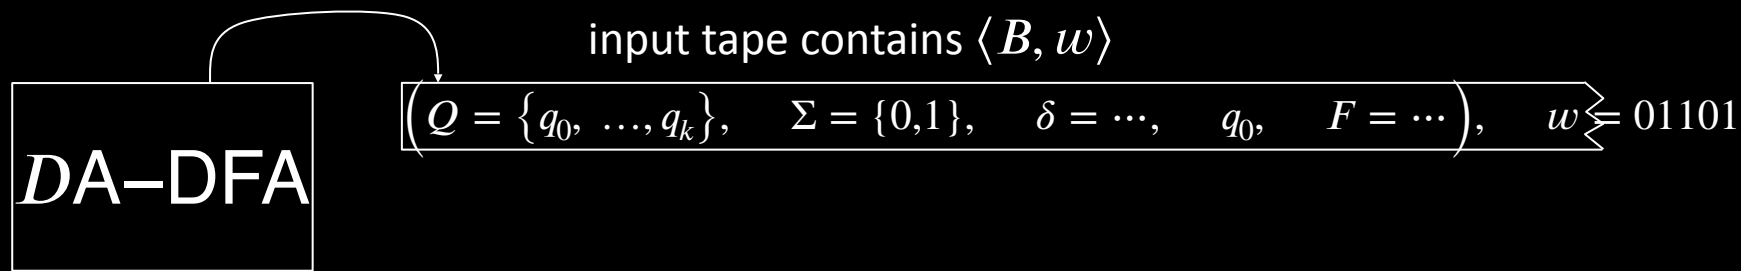 input tape contains ⟨B, w⟩
(Q = {q₀, …, qₖ}, Σ = {0,1}, δ = ⋯, q₀, F = ⋯), w = 01101
DA–DFA